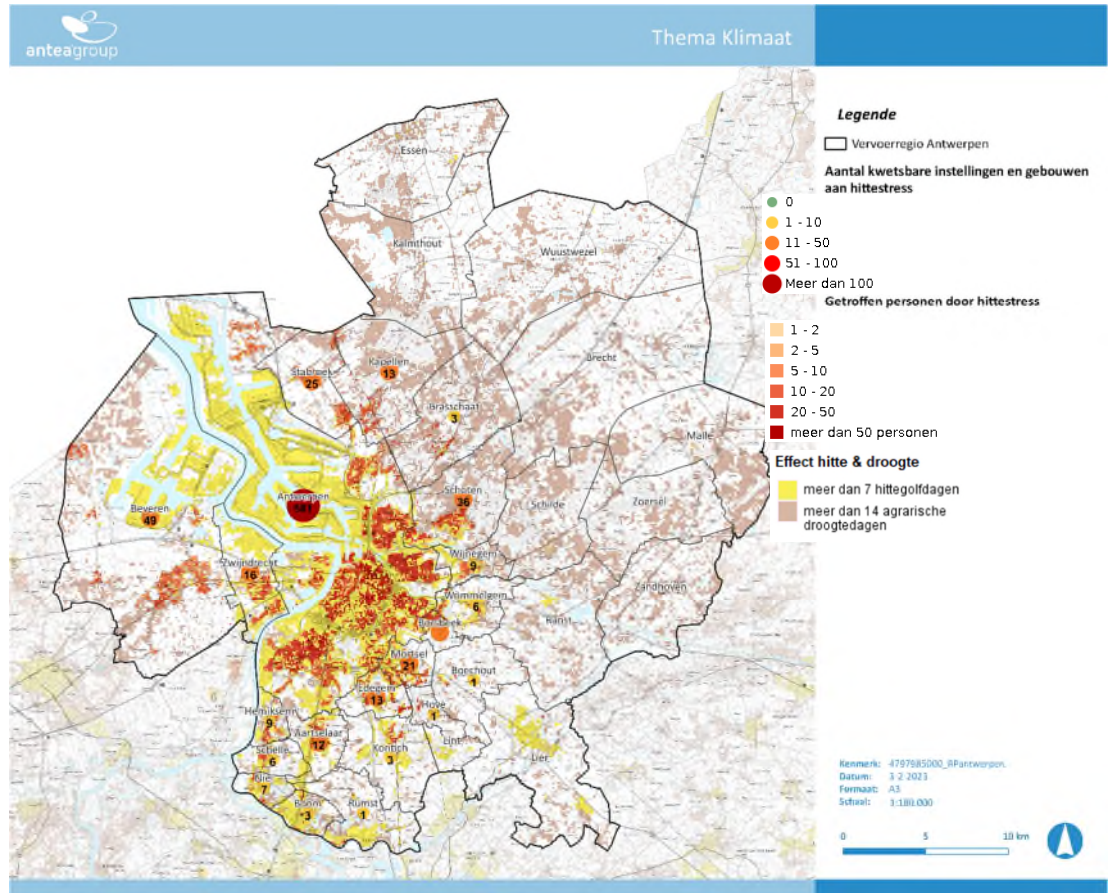 anteagroup
Thema Klimaat
Legende
Vervoerregio Antwerpen
Aantal kwetsbare instellingen en gebouwen
aan hittestress
0
1 - 10
11 - 50
51 - 100
Meer dan 100
Getroffen personen door hittestress
1 - 2
2 - 5
5 - 10
10 - 20
20 - 50
meer dan 50 personen
Effect hitte & droogte
meer dan 7 hittegolfdagen
meer dan 14 agrarische
droogtedagen
Essen
Kalmthout
Wuustwezel
Brecht
Kapellen
13
Stabroek
25
Brasschaat
3
Malle
Antwerpen
Schoten
36
Schilde
Zoersel
Beveren
49
Wijnegem
9
Zwijndrecht
16
Zandhoven
Wommelgem
6
Ranst
Borsbeek
Mortsel
21
Boechout
1
Edegem
13
Hove
1
Hemiksem
9
Aartselaar
12
Lint
Kontich
3
Lier
Schelle
6
Niel
7
Boom
3
Rumst
1
Kenmerk: 4797985000_RPantwerpen.
Datum:
Formaat: A3
Schaal: 1:180.000
0 5 10 km